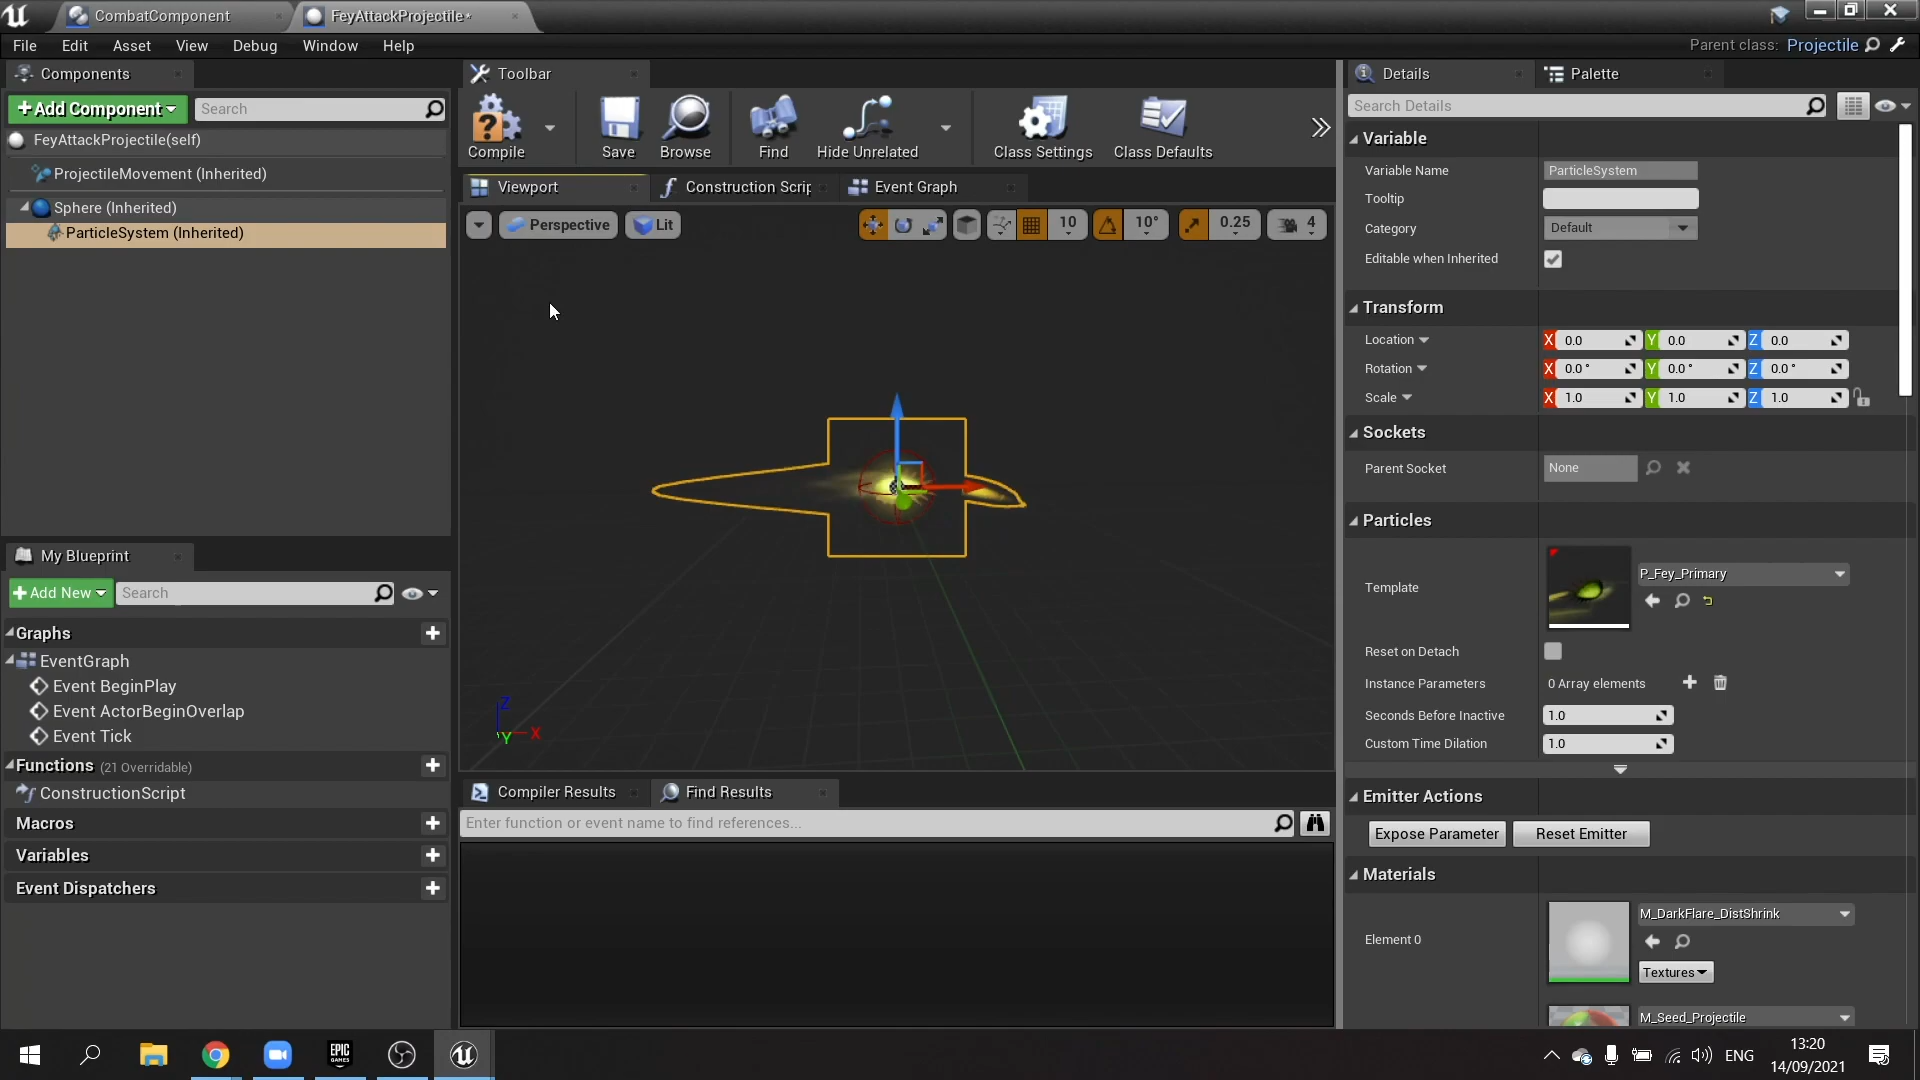 CombatComponent
FeyAttackProjectile*
File Edit Asset View Debug Window Help
Parent class: Projectile
Components
+Add Component
Search
FeyAttackProjectile(self)
ProjectileMovement (Inherited)
Sphere (Inherited)
ParticleSystem (Inherited)
My Blueprint
+Add New
Search
Graphs
EventGraph
Event BeginPlay
Event ActorBeginOverlap
Event Tick
Functions (21 Overridable)
ConstructionScript
Macros
Variables
Event Dispatchers
Toolbar
Compile
Save
Browse
Find
Hide Unrelated
Class Settings
Class Defaults
Viewport
Construction Scrip
Event Graph
Perspective
Lit
10
10°
0.25
4
Z
X
Y
Compiler Results
Find Results
Enter function or event name to find references...
Details
Palette
Search Details
Variable
Variable Name ParticleSystem
Tooltip
Category Default
Editable when Inherited
Transform
Location X 0.0 Y 0.0 Z 0.0
Rotation X 0.0 ° Y 0.0 ° Z 0.0 °
Scale X 1.0 Y 1.0 Z 1.0
Sockets
Parent Socket None
Particles
Template P_Fey_Primary
Reset on Detach
Instance Parameters 0 Array elements
Seconds Before Inactive 1.0
Custom Time Dilation 1.0
Emitter Actions
Expose Parameter
Reset Emitter
Materials
Element 0 M_DarkFlare_DistShrink
Textures
M_Seed_Projectile
EPIC
GAMES
ENG
13:20
14/09/2021